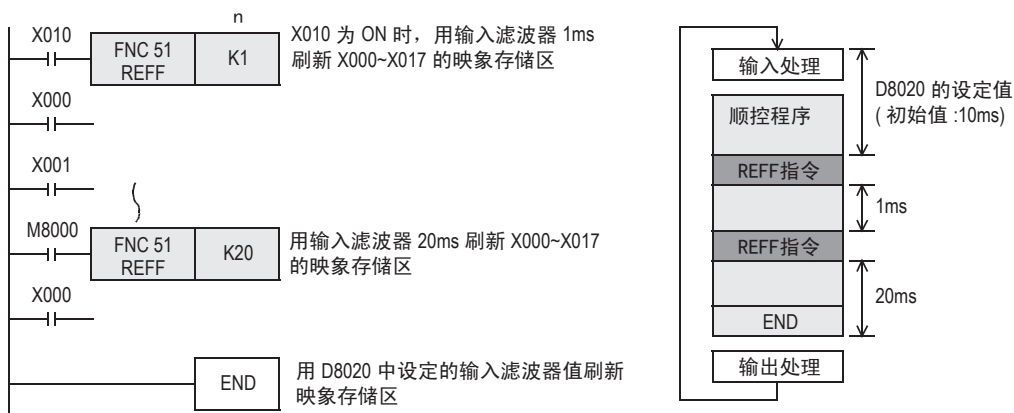 n
X010
FNC 51
REFF
K1
X010 为 ON 时，用输入滤波器 1ms
刷新 X000~X017 的映象存储区
X000
X001
M8000
FNC 51
REFF
K20
用输入滤波器 20ms 刷新 X000~X017
的映象存储区
X000
END
用 D8020 中设定的输入滤波器值刷新
映象存储区
输入处理
D8020 的设定值
( 初始值 :10ms)
顺控程序
REFF指令
1ms
REFF指令
20ms
END
输出处理